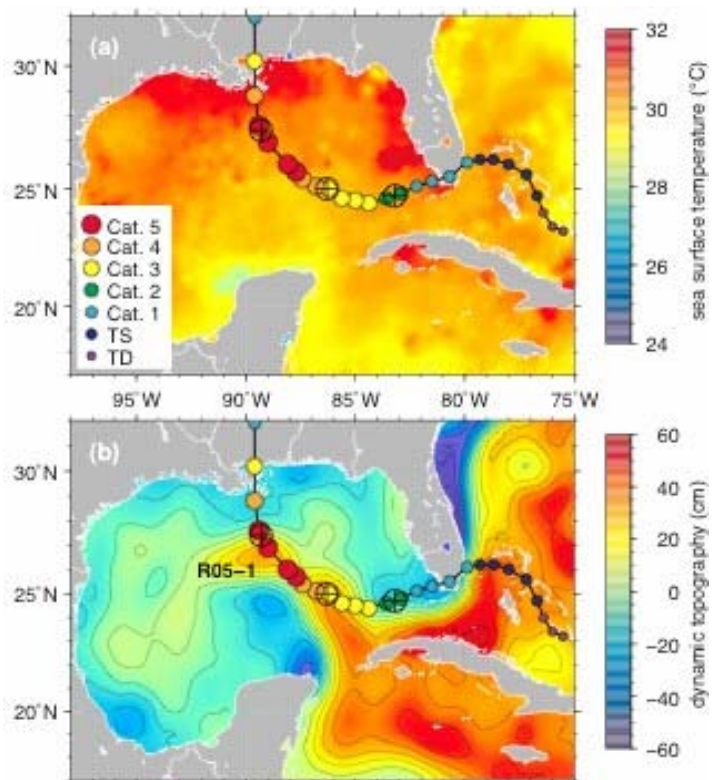 (a)
30°N
25°N
20°N
Cat. 5
Cat. 4
Cat. 3
Cat. 2
Cat. 1
TS
TD
32
30
28
26
24
sea surface temperature (°C)
95°W 90°W 85°W 80°W 75°W
(b)
30°N
25°N
20°N
R05-1
60
40
20
0
-20
-40
-60
dynamic topography (cm)